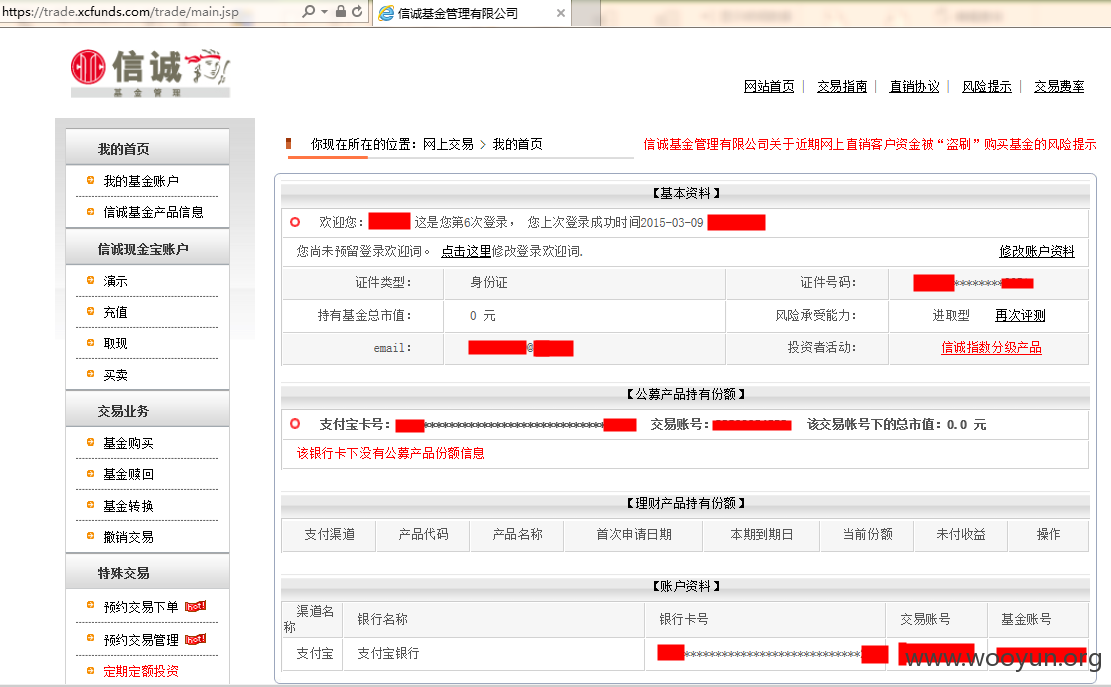 https://trade.xcfunds.com/trade/main.jsp
信诚基金管理有限公司
信诚
基金管理
网站首页 | 交易指南 | 直销协议 | 风险提示 | 交易费率
你现在所在的位置：网上交易 > 我的首页
信诚基金管理有限公司关于近期网上直销客户资金被“盗刷”购买基金的风险提示
我的首页
我的基金账户
信诚基金产品信息
信诚现金宝账户
演示
充值
取现
买卖
交易业务
基金购买
基金赎回
基金转换
撤销交易
特殊交易
预约交易下单 Hot!
预约交易管理 Hot!
定期定额投资
【基本资料】
欢迎您： 这是您第6次登录， 您上次登录成功时间2015-03-09
您尚未预留登录欢迎词。 点击这里修改登录欢迎词.
修改账户资料
证件类型： 身份证 证件号码： ********
持有基金总市值： 0 元 风险承受能力： 进取型 再次评测
email： @ 投资者活动： 信诚指数分级产品
【公募产品持有份额】
支付宝卡号： **************************** 交易账号： 该交易帐号下的总市值：0.0 元
该银行卡下没有公募产品份额信息
【理财产品持有份额】
支付渠道 产品代码 产品名称 首次申请日期 本期到期日 当前份额 未付收益 操作
【账户资料】
渠道名称 银行名称 银行卡号 交易账号 基金账号
支付宝 支付宝银行 ****************************
www.wooyun.org